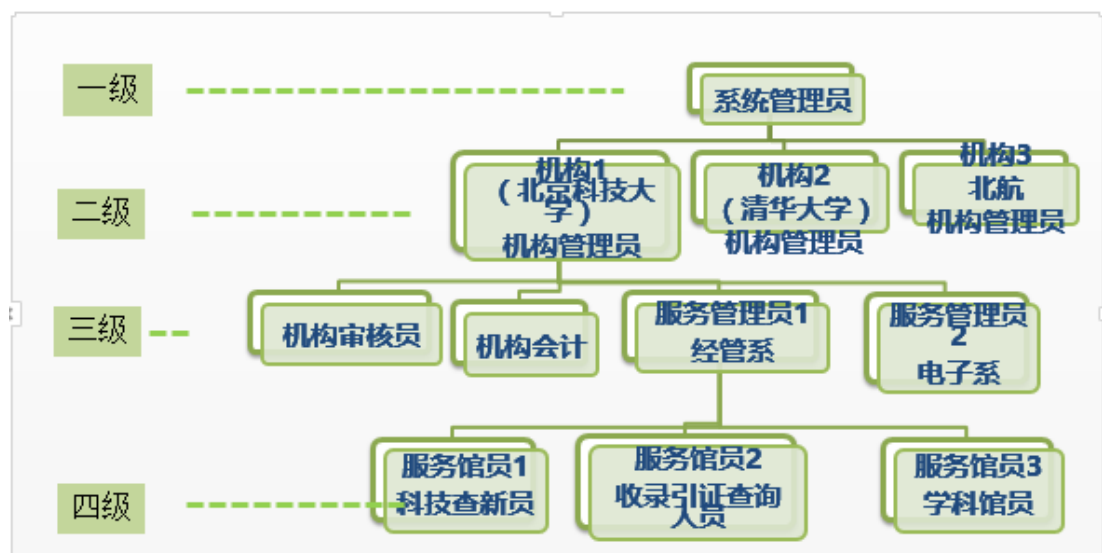 一级
系统管理员
二级
机构1
（北京科技大
学）
机构管理员
机构2
（清华大学）
机构管理员
机构3
北航
机构管理员
三级
机构审核员
机构会计
服务管理员1
经管系
服务管理员
2
电子系
四级
服务馆员1
科技查新员
服务馆员2
收录引证查询
人员
服务馆员3
学科馆员